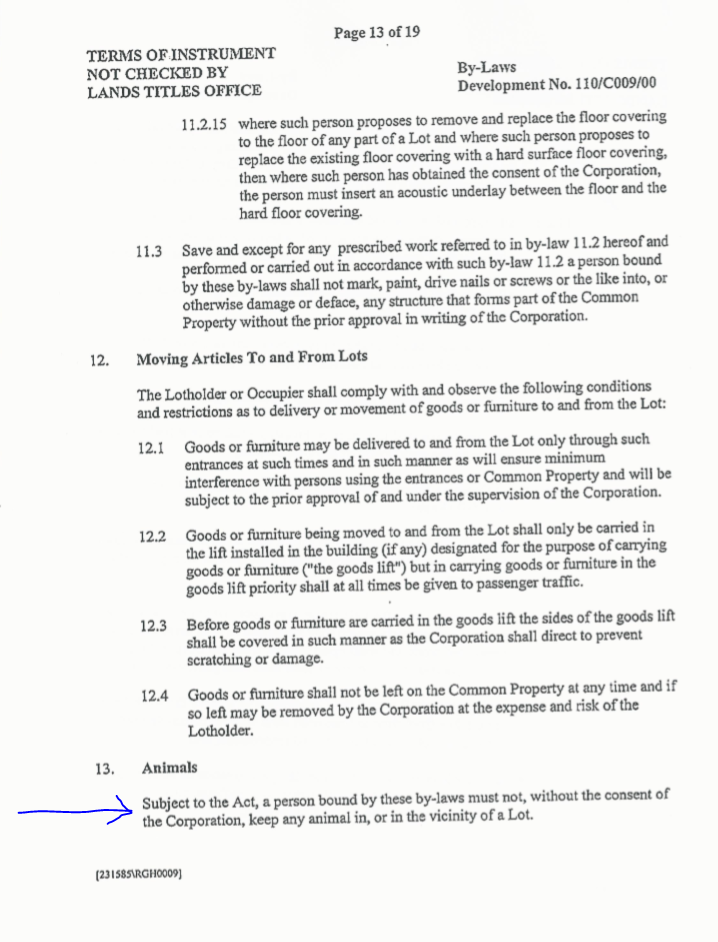 Page 13 of 19
TERMS OF INSTRUMENT
NOT CHECKED BY
LANDS TITLES OFFICE
By-Laws
Development No. 110/C009/00
11.2.15 where such person proposes to remove and replace the floor covering
to the floor of any part of a Lot and where such person proposes to
replace the existing floor covering with a hard surface floor covering,
then where such person has obtained the consent of the Corporation,
the person must insert an acoustic underlay between the floor and the
hard floor covering.
11.3 Save and except for any prescribed work referred to in by-law 11.2 hereof and
performed or carried out in accordance with such by-law 11.2 a person bound
by these by-laws shall not mark, paint, drive nails or screws or the like into, or
otherwise damage or deface, any structure that forms part of the Common
Property without the prior approval in writing of the Corporation.
12. Moving Articles To and From Lots
The Lotholder or Occupier shall comply with and observe the following conditions
and restrictions as to delivery or movement of goods or furniture to and from the Lot:
12.1 Goods or furniture may be delivered to and from the Lot only through such
entrances at such times and in such manner as will ensure minimum
interference with persons using the entrances or Common Property and will be
subject to the prior approval of and under the supervision of the Corporation.
12.2 Goods or furniture being moved to and from the Lot shall only be carried in
the lift installed in the building (if any) designated for the purpose of carrying
goods or furniture ("the goods lift") but in carrying goods or furniture in the
goods lift priority shall at all times be given to passenger traffic.
12.3 Before goods or furniture are carried in the goods lift the sides of the goods lift
shall be covered in such manner as the Corporation shall direct to prevent
scratching or damage.
12.4 Goods or furniture shall not be left on the Common Property at any time and if
so left may be removed by the Corporation at the expense and risk of the
Lotholder.
13. Animals
Subject to the Act, a person bound by these by-laws must not, without the consent of
the Corporation, keep any animal in, or in the vicinity of a Lot.
[231585\RGH0009]